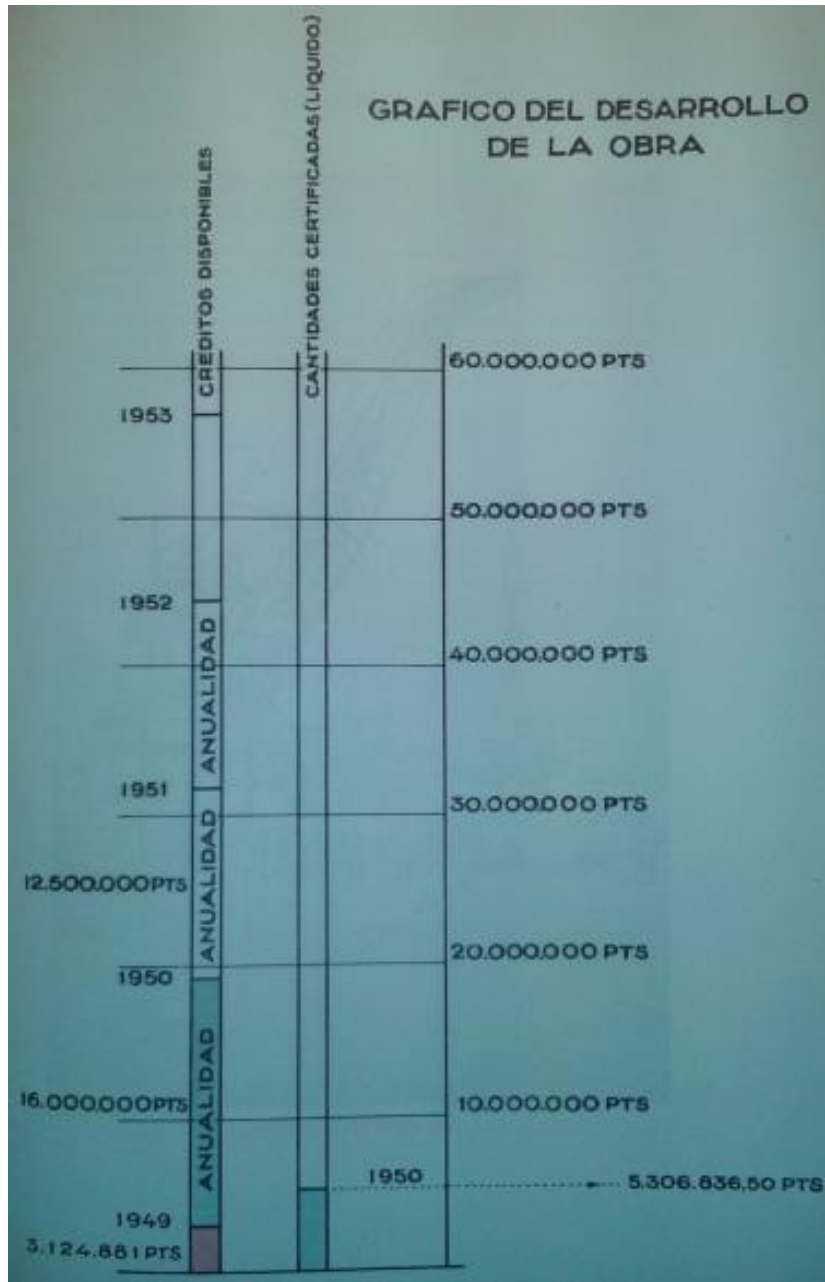 GRAFICO DEL DESARROLLO
DE LA OBRA
CREDITOS DISPONIBLES
CANTIDADES CERTIFICADAS (LIQUIDO)
60.000.000 PTS
1953
50.000.000 PTS
1952
ANUALIDAD
40.000.000 PTS
1951
30.000.000 PTS
ANUALIDAD
12.500.000 PTS
20.000.000 PTS
1950
ANUALIDAD
16.000.000 PTS
10.000.000 PTS
1950
5.306.836,50 PTS
1949
3.124.881 PTS